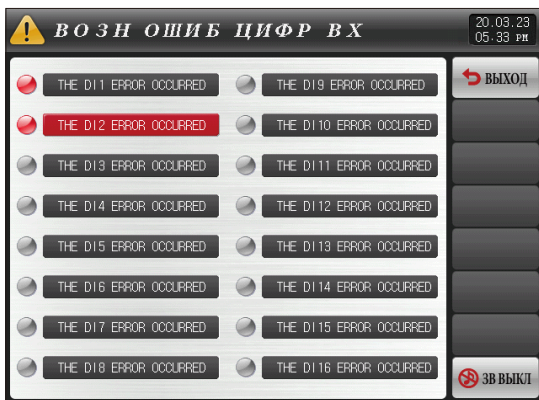 ВОЗН ОШИБ ЦИФР ВХ
20.03.23
05:33 PM
THE DI1 ERROR OCCURRED
THE DI2 ERROR OCCURRED
THE DI3 ERROR OCCURRED
THE DI4 ERROR OCCURRED
THE DI5 ERROR OCCURRED
THE DI6 ERROR OCCURRED
THE DI7 ERROR OCCURRED
THE DI8 ERROR OCCURRED
THE DI9 ERROR OCCURRED
THE DI10 ERROR OCCURRED
THE DI11 ERROR OCCURRED
THE DI12 ERROR OCCURRED
THE DI13 ERROR OCCURRED
THE DI14 ERROR OCCURRED
THE DI15 ERROR OCCURRED
THE DI16 ERROR OCCURRED
ВЫХОД
ЗВ ВЫКЛ